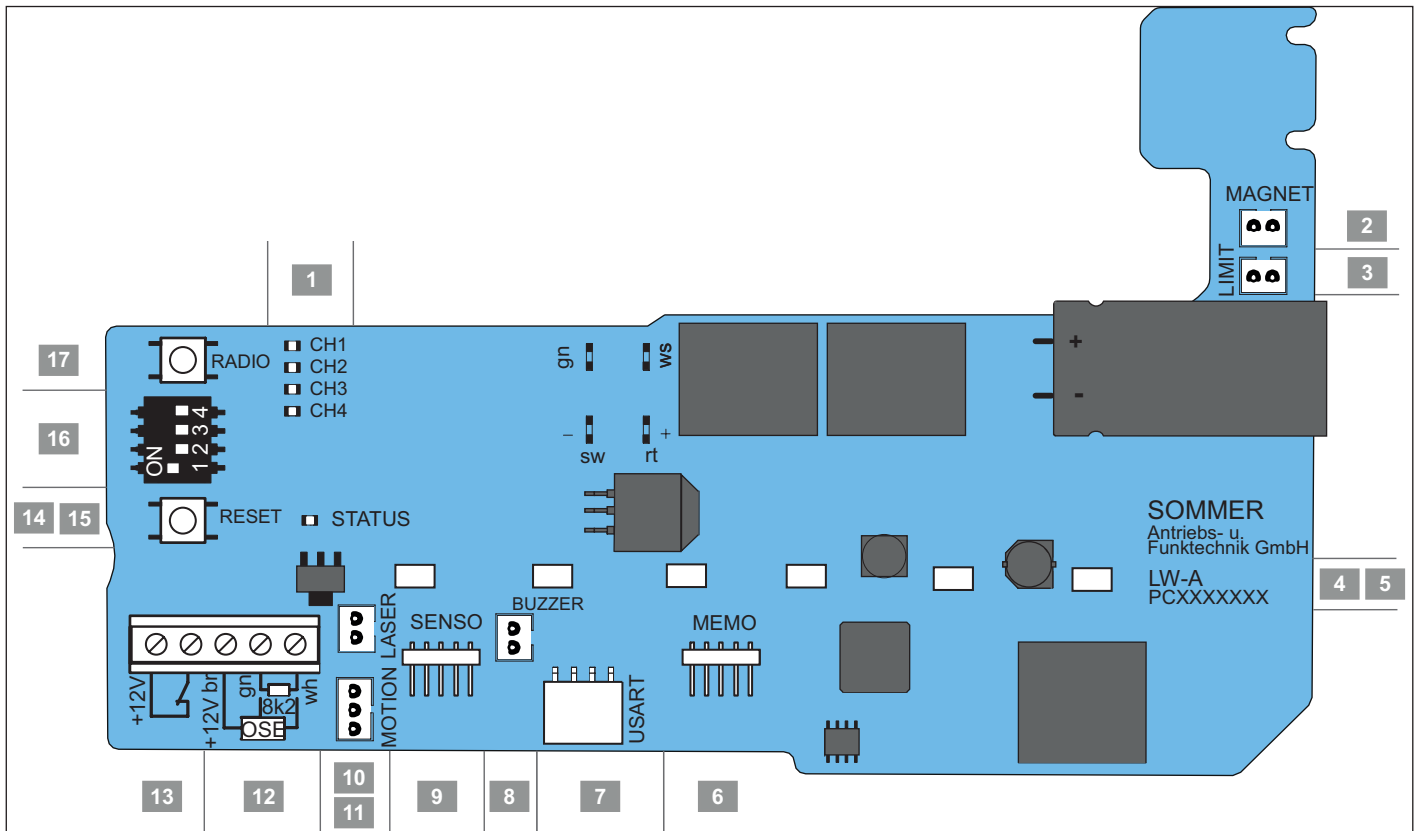 MAGNET
2
LIMIT
3
1
17
RADIO
CH1
CH2
CH3
CH4
gn
ws
+
-
16
ON
1 2 3 4
–
+
sw
rt
14 15
RESET
STATUS
SOMMER
Antriebs- u.
Funktechnik GmbH
LW-A
PCXXXXXXX
4 5
LASER
SENSO
BUZZER
MEMO
+12V
+12V br
gn
8k2
wh
OSE
MOTION
USART
13
12
10
11
9
8
7
6